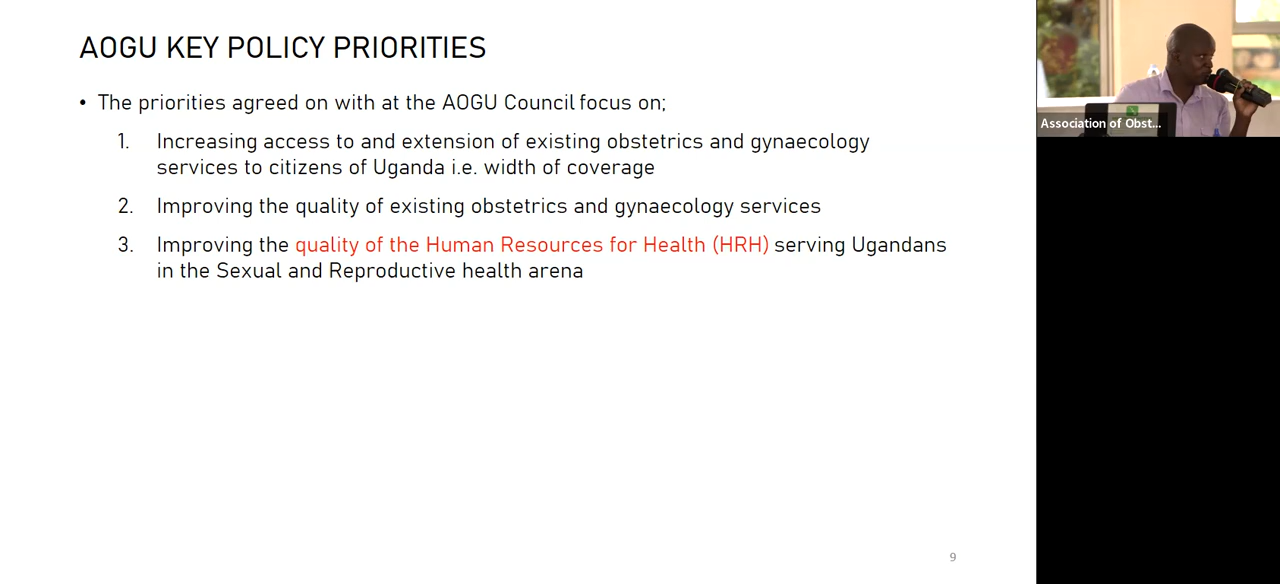 AOGU KEY POLICY PRIORITIES
• The priorities agreed on with at the AOGU Council focus on;
1. Increasing access to and extension of existing obstetrics and gynaecology
services to citizens of Uganda i.e. width of coverage
2. Improving the quality of existing obstetrics and gynaecology services
3. Improving the quality of the Human Resources for Health (HRH) serving Ugandans
in the Sexual and Reproductive health arena
9
Association of Obst...